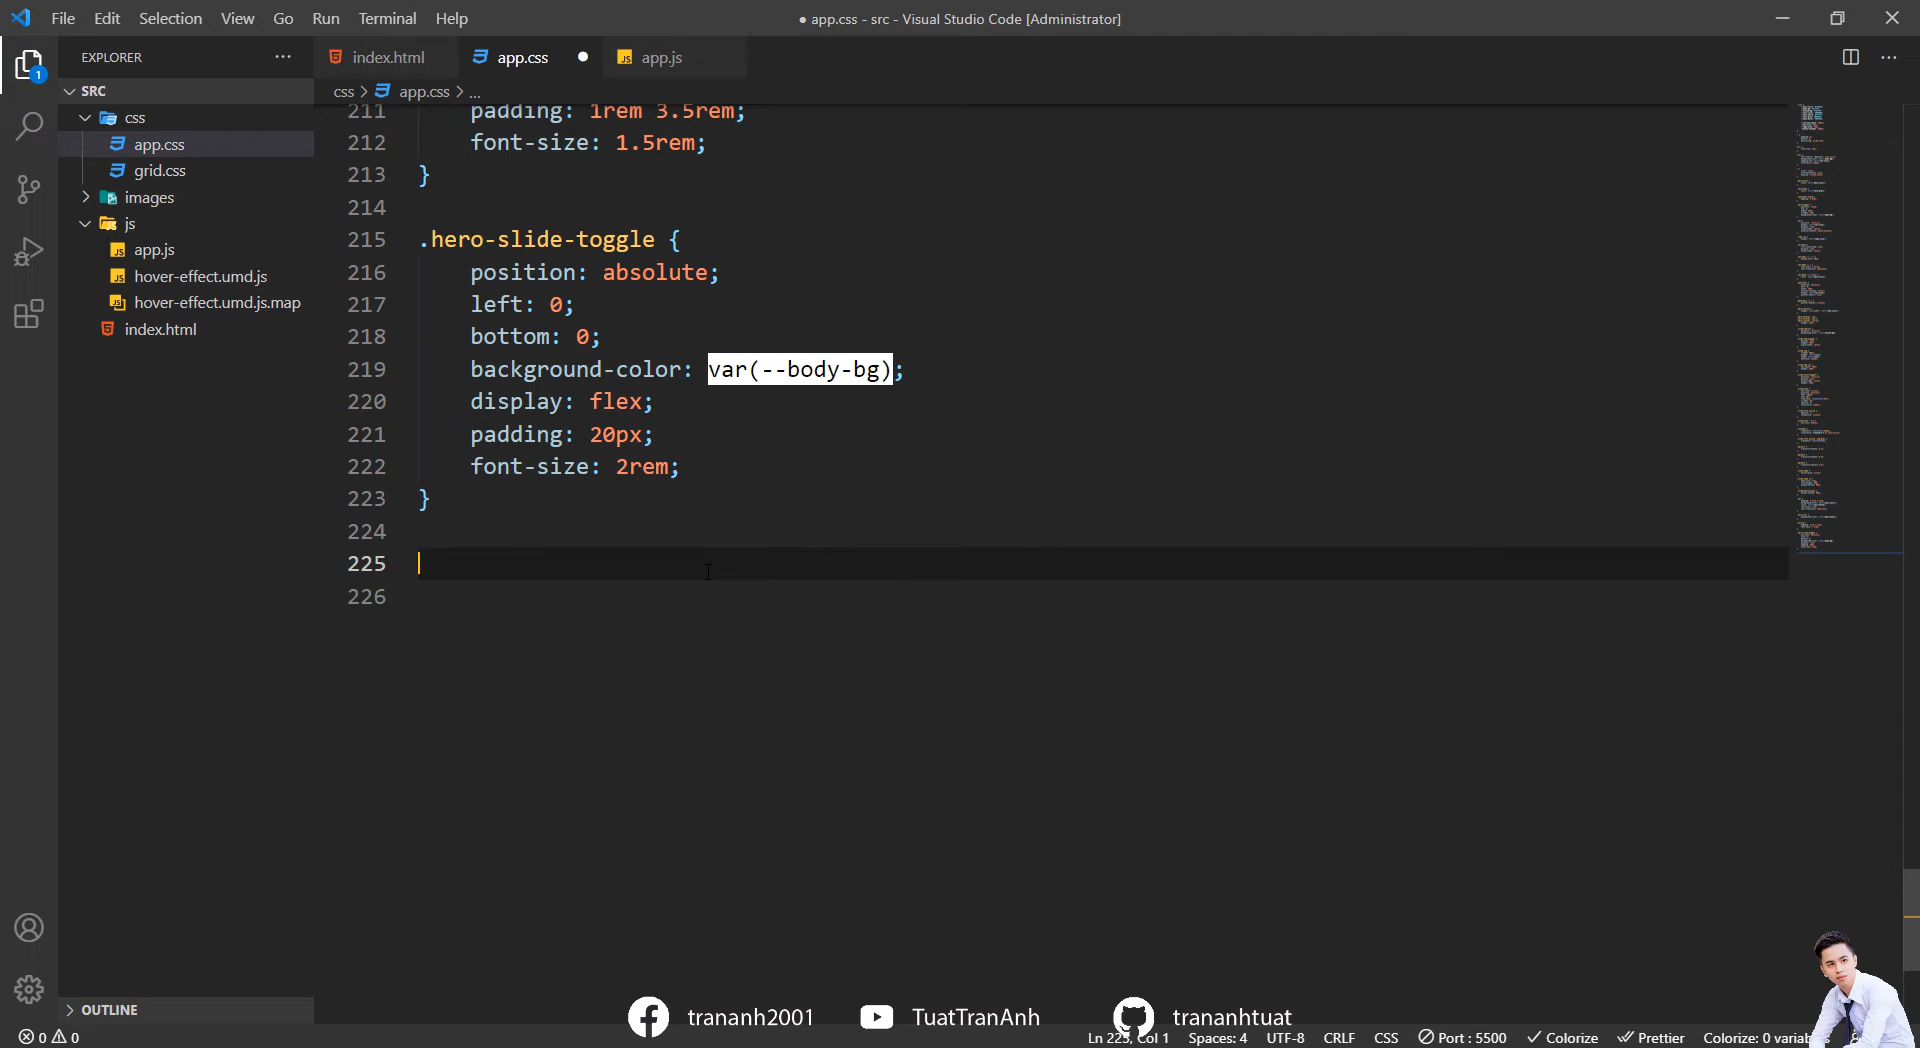 File Edit Selection View Go Run Terminal Help
● app.css - src - Visual Studio Code [Administrator]
EXPLORER
index.html
app.css
app.js
SRC
css > app.css > ...
css
app.css
grid.css
images
js
app.js
hover-effect.umd.js
hover-effect.umd.js.map
index.html
211 padding: 1rem 3.5rem;
212 font-size: 1.5rem;
213 }
214
215 .hero-slide-toggle {
216 position: absolute;
217 left: 0;
218 bottom: 0;
219 background-color: var(--body-bg);
220 display: flex;
221 padding: 20px;
222 font-size: 2rem;
223 }
224
225
226
1
OUTLINE
trananh2001 TuatTranAnh trananhtuat
0 0
Ln 225, Col 1 Spaces: 4 UTF-8 CRLF CSS Port : 5500 Colorize Prettier Colorize: 0 variab